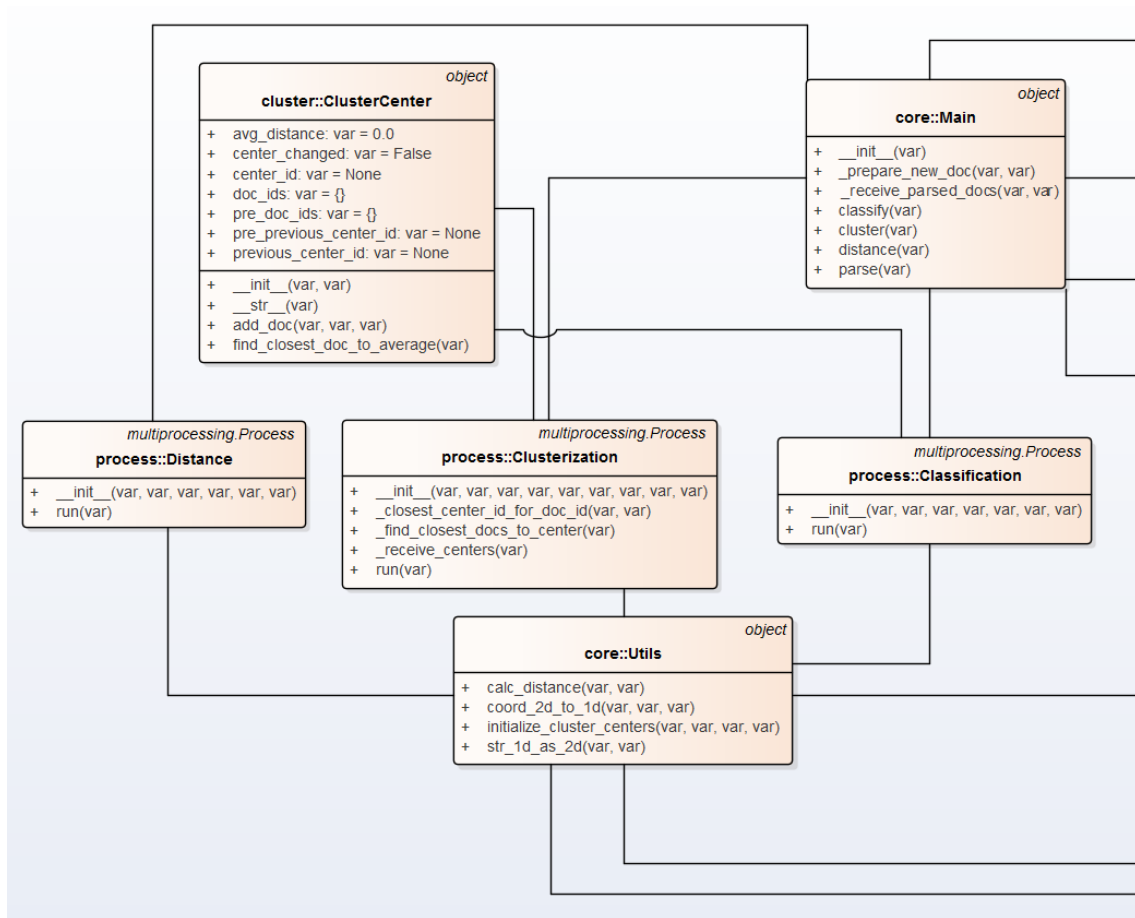 object
cluster::ClusterCenter
+ avg_distance: var = 0.0
+ center_changed: var = False
+ center_id: var = None
+ doc_ids: var = {}
+ pre_doc_ids: var = {}
+ pre_previous_center_id: var = None
+ previous_center_id: var = None
+ __init__(var, var)
+ __str__(var)
+ add_doc(var, var, var)
+ find_closest_doc_to_average(var)
object
core::Main
+ __init__(var)
+ _prepare_new_doc(var, var)
+ _receive_parsed_docs(var, var)
+ classify(var)
+ cluster(var)
+ distance(var)
+ parse(var)
multiprocessing.Process
process::Distance
+ __init__(var, var, var, var, var, var)
+ run(var)
multiprocessing.Process
process::Clusterization
+ __init__(var, var, var, var, var, var, var, var, var)
+ _closest_center_id_for_doc_id(var, var)
+ _find_closest_docs_to_center(var)
+ _receive_centers(var)
+ run(var)
multiprocessing.Process
process::Classification
+ __init__(var, var, var, var, var, var, var)
+ run(var)
object
core::Utils
+ calc_distance(var, var)
+ coord_2d_to_1d(var, var, var)
+ initialize_cluster_centers(var, var, var, var)
+ str_1d_as_2d(var, var)